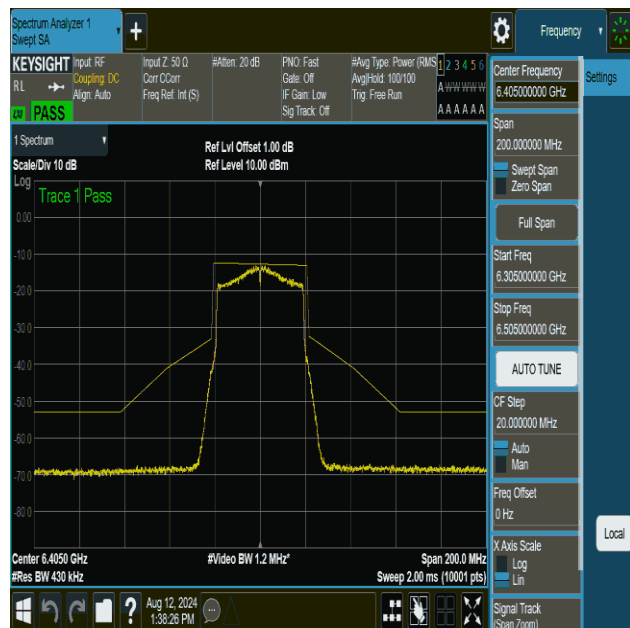 Spectrum Analyzer 1
Swept SA
Frequency
KEYSIGHT
RL
LXI PASS
Input: RF
Coupling: DC
Align: Auto
Input Z: 50 Ω
Corr CCorr
Freq Ref: Int (S)
#Atten: 20 dB
PNO: Fast
Gate: Off
IF Gain: Low
Sig Track: Off
#Avg Type: Power (RMS
Avg|Hold: 100/100
Trig: Free Run
1 2 3 4 5 6
A W W W W W
A A A A A A
1 Spectrum
Scale/Div 10 dB
Ref Lvl Offset 1.00 dB
Ref Level 10.00 dBm
Log
Trace 1 Pass
0.00
-10.0
-20.0
-30.0
-40.0
-50.0
-60.0
-70.0
-80.0
Center 6.4050 GHz
#Res BW 430 kHz
#Video BW 1.2 MHz*
Span 200.0 MHz
Sweep 2.00 ms (10001 pts)
Center Frequency
6.405000000 GHz
Settings
Span
200.000000 MHz
Swept Span
Zero Span
Full Span
Start Freq
6.305000000 GHz
Stop Freq
6.505000000 GHz
AUTO TUNE
CF Step
20.000000 MHz
Auto
Man
Freq Offset
0 Hz
X Axis Scale
Log
Lin
Local
Signal Track
(Span Zoom)
?
Aug 12, 2024
1:38:26 PM